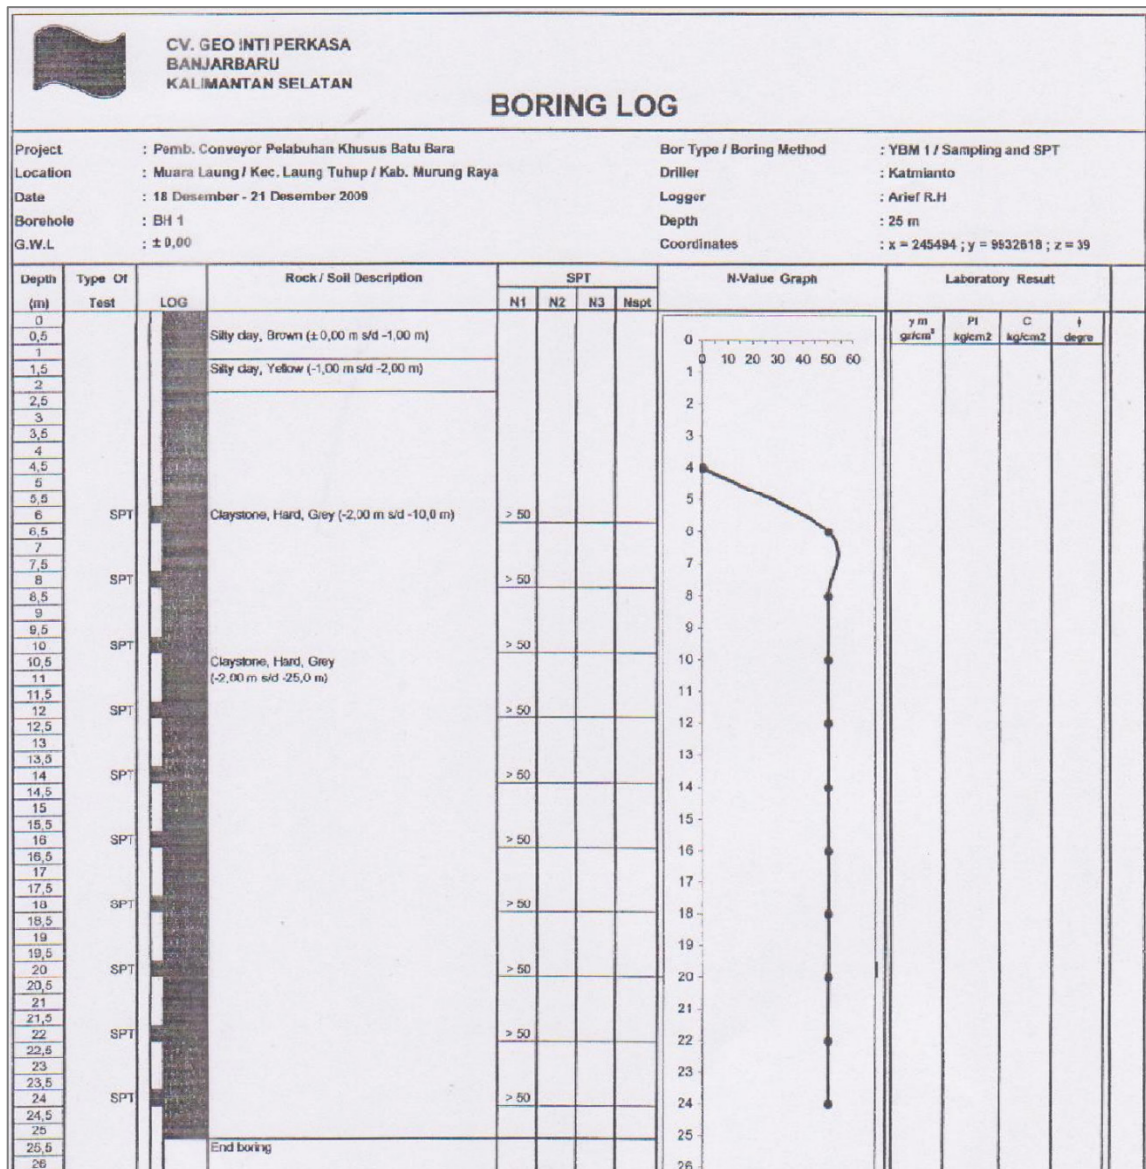 CV. GEO INTI PERKASA
BANJARBARU
KALIMANTAN SELATAN
BORING LOG
Project : Pemb. Conveyor Pelabuhan Khusus Batu Bara Bor Type / Boring Method : YBM 1 / Sampling and SPT
Location : Muara Laung / Kec. Laung Tuhup / Kab. Murung Raya Driller : Katmianto
Date : 18 Desember - 21 Desember 2009 Logger : Arief R.H
Borehole : BH 1 Depth : 25 m
G.W.L : ± 0,00 Coordinates : x = 245494 ; y = 9932618 ; z = 39
Depth Type Of Rock / Soil Description SPT N-Value Graph Laboratory Result
(m) Test LOG N1 N2 N3 Nspt
γ m PI C ϕ
gr/cm³ kg/cm2 kg/cm2 degre
0
0,5 Silty clay, Brown (± 0,00 m s/d -1,00 m)
1
1,5 Silty clay, Yellow (-1,00 m s/d -2,00 m)
2
2,5
3
3,5
4
4,5
5
5,5
6 SPT Claystone, Hard, Grey (-2,00 m s/d -10,0 m) > 50
6,5
7
7,5
8 SPT > 50
8,5
9
9,5
10 SPT > 50
10,5 Claystone, Hard, Grey
11 (-2,00 m s/d -25,0 m)
11,5
12 SPT > 50
12,5
13
13,5
14 SPT > 50
14,5
15
15,5
16 SPT > 50
16,5
17
17,5
18 SPT > 50
18,5
19
19,5
20 SPT > 50
20,5
21
21,5
22 SPT > 50
22,5
23
23,5
24 SPT > 50
24,5
25
25,5 End boring
26
0
0 10 20 30 40 50 60
1
2
3
4
5
6
7
8
9
10
11
12
13
14
15
16
17
18
19
20
21
22
23
24
25
26